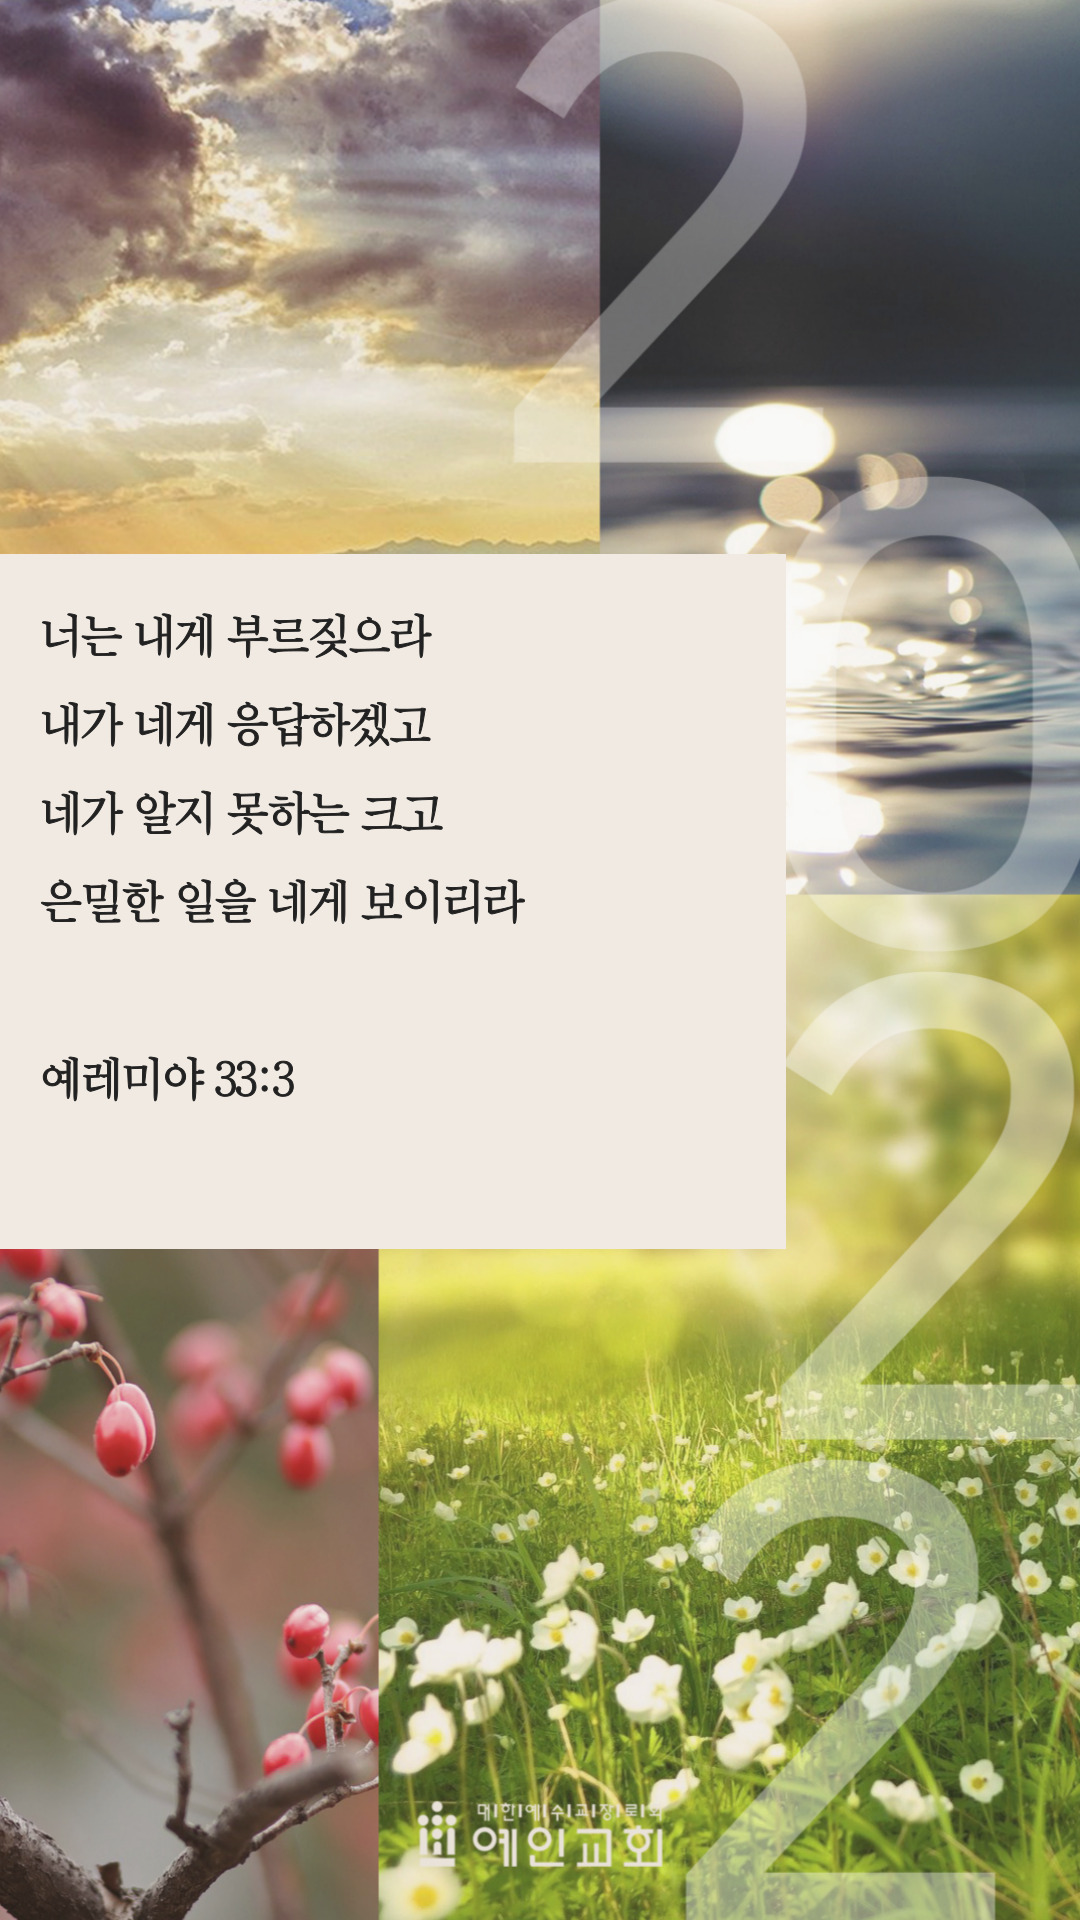 2022
너는 내게 부르짖으라
내가 네게 응답하겠고
네가 알지 못하는 크고
은밀한 일을 네게 보이리라
예레미야 33:3
대한예수교장로회
예인교회